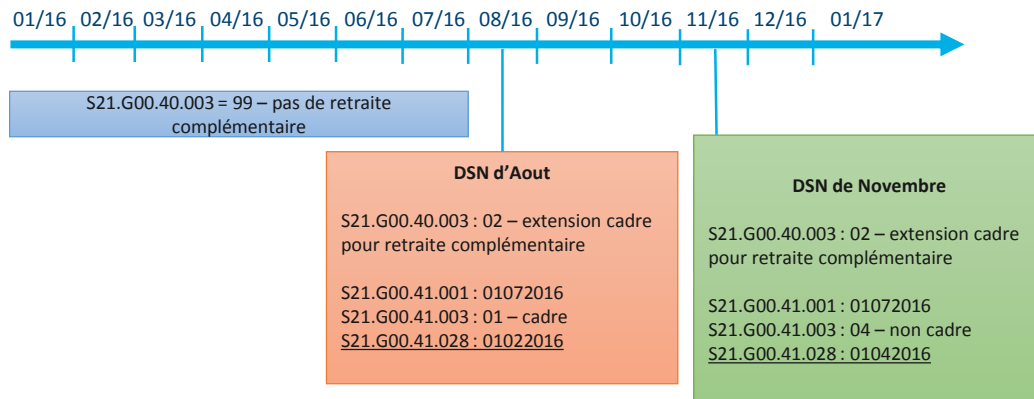 01/16 02/16 03/16 04/16 05/16 06/16 07/16 08/16 09/16 10/16 11/16 12/16 01/17
S21.G00.40.003 = 99 – pas de retraite
complémentaire
DSN d’Aout
S21.G00.40.003 : 02 – extension cadre
pour retraite complémentaire
S21.G00.41.001 : 01072016
S21.G00.41.003 : 01 – cadre
S21.G00.41.028 : 01022016
DSN de Novembre
S21.G00.40.003 : 02 – extension cadre
pour retraite complémentaire
S21.G00.41.001 : 01072016
S21.G00.41.003 : 04 – non cadre
S21.G00.41.028 : 01042016